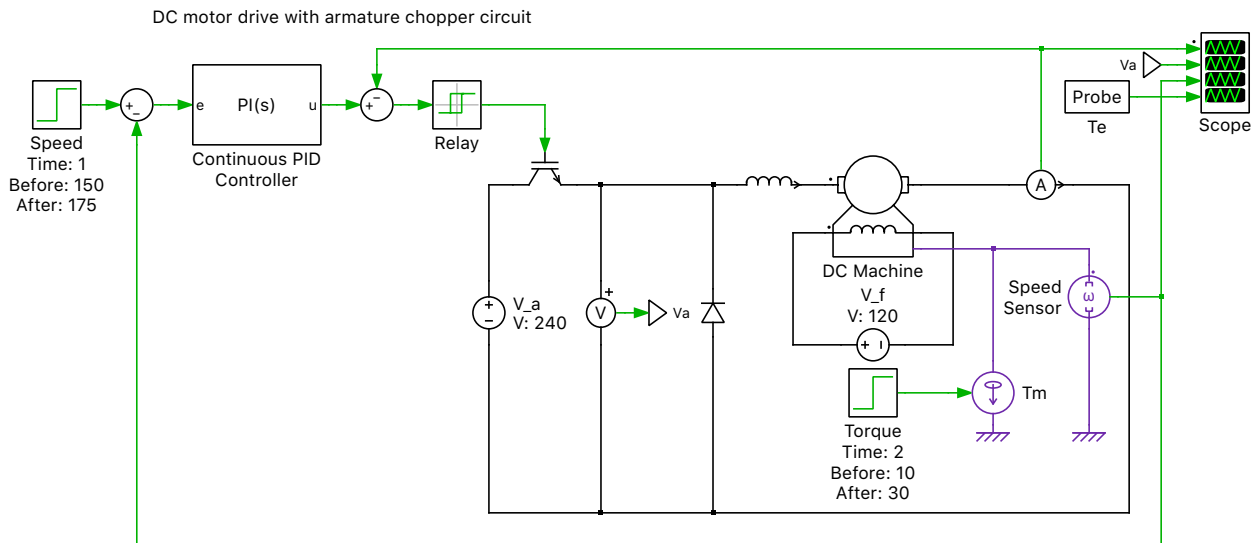 DC motor drive with armature chopper circuit
Speed
Time: 1
Before: 150
After: 175
+
−
e
PI(s)
u
Continuous PID
Controller
+
−
Relay
Va
Probe
Te
Scope
A
DC Machine
V_f
V: 120
+
−
V_a
V: 240
+
−
+
V
Va
Speed
Sensor
ω
Tm
Torque
Time: 2
Before: 10
After: 30